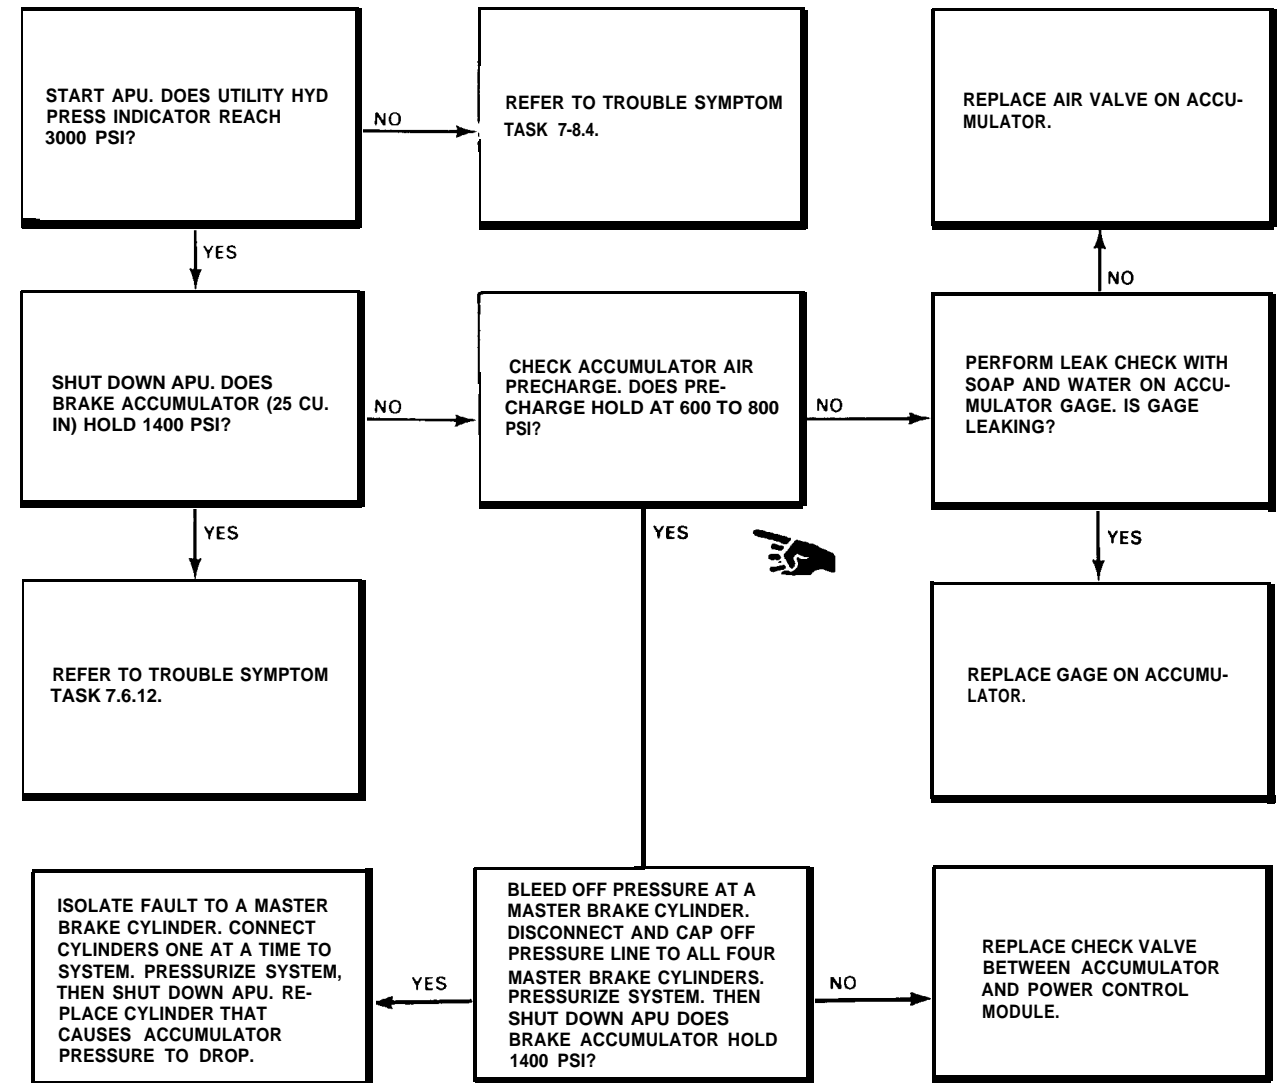 START APU. DOES UTILITY HYD
PRESS INDICATOR REACH
3000 PSI?
NO
REFER TO TROUBLE SYMPTOM
TASK 7-8.4.
REPLACE AIR VALVE ON ACCU-
MULATOR.
YES
NO
SHUT DOWN APU. DOES
BRAKE ACCUMULATOR (25 CU.
IN) HOLD 1400 PSI?
NO
CHECK ACCUMULATOR AIR
PRECHARGE. DOES PRE-
CHARGE HOLD AT 600 TO 800
PSI?
NO
PERFORM LEAK CHECK WITH
SOAP AND WATER ON ACCU-
MULATOR GAGE. IS GAGE
LEAKING?
YES
YES
YES
REFER TO TROUBLE SYMPTOM
TASK 7.6.12.
REPLACE GAGE ON ACCUMU-
LATOR.
ISOLATE FAULT TO A MASTER
BRAKE CYLINDER. CONNECT
CYLINDERS ONE AT A TIME TO
SYSTEM. PRESSURIZE SYSTEM,
THEN SHUT DOWN APU. RE-
PLACE CYLINDER THAT
CAUSES ACCUMULATOR
PRESSURE TO DROP.
YES
BLEED OFF PRESSURE AT A
MASTER BRAKE CYLINDER.
DISCONNECT AND CAP OFF
PRESSURE LINE TO ALL FOUR
MASTER BRAKE CYLINDERS.
PRESSURIZE SYSTEM. THEN
SHUT DOWN APU DOES
BRAKE ACCUMULATOR HOLD
1400 PSI?
NO
REPLACE CHECK VALVE
BETWEEN ACCUMULATOR
AND POWER CONTROL
MODULE.